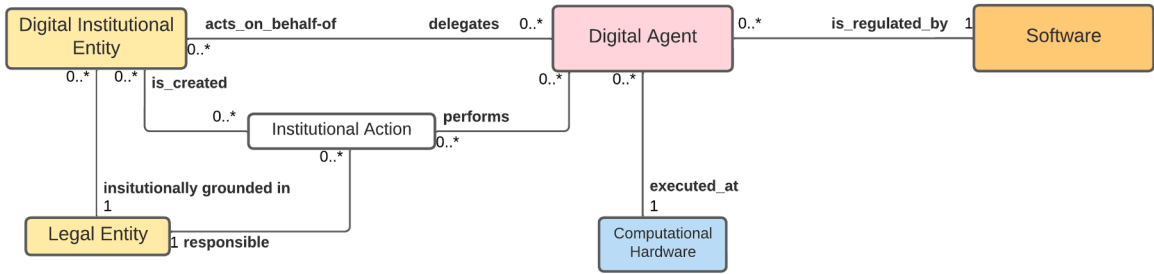 Digital Institutional
Entity
acts_on_behalf-of
delegates
0..*
0..*
Digital Agent
0..*
is_regulated_by
1
Software
0..*
0..*
is_created
0..*
0..*
0..*
Institutional Action
performs
0..*
0..*
insitutionally grounded in
1
executed_at
1
Legal Entity
1 responsible
Computational
Hardware